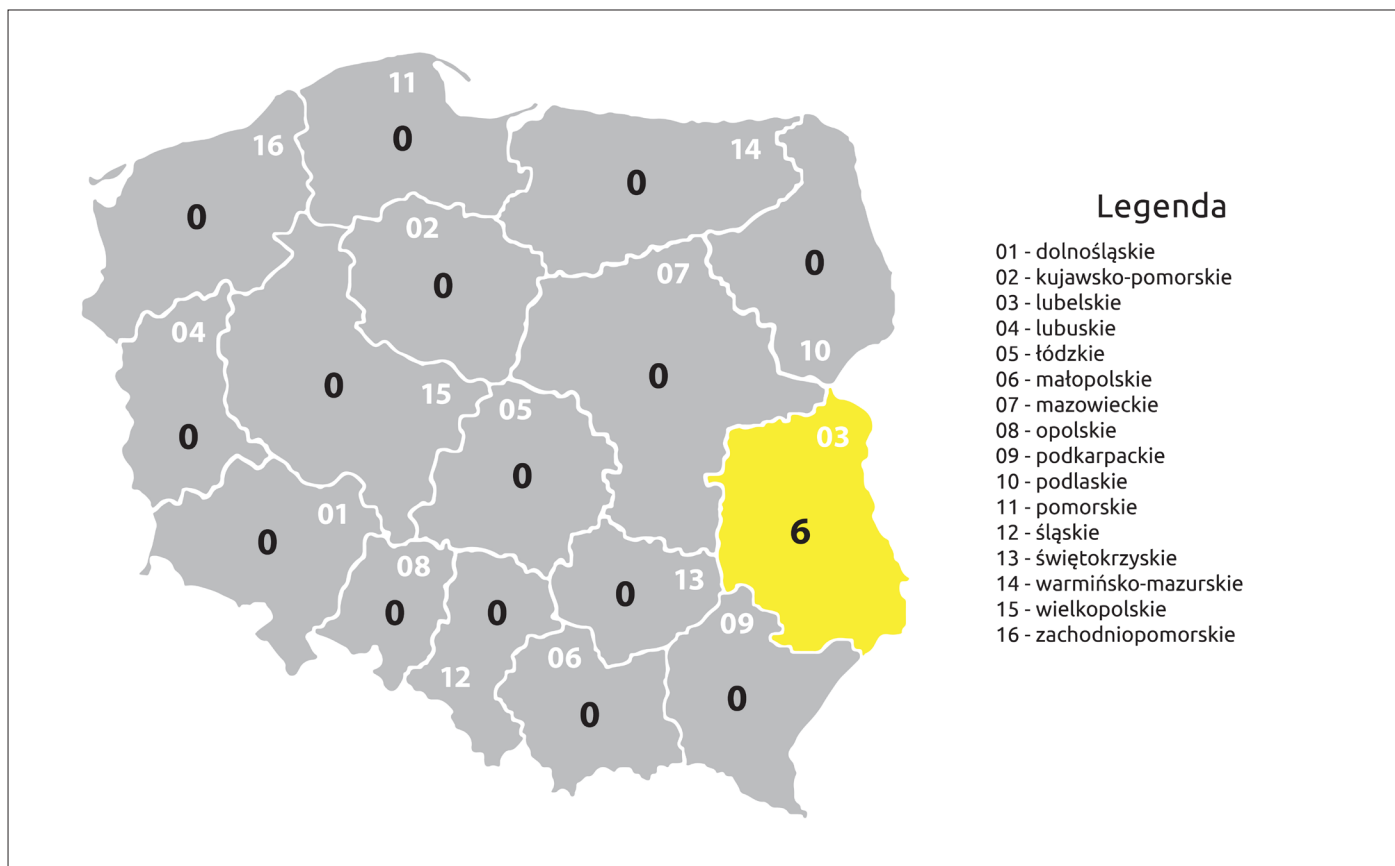 11
0
16
14
0
0
02
07
0
0
04
10
0
15
0
05
0
03
0
0
01
6
0
08
13
0
0
0
09
06
12
0
0
Legenda
01 - dolnośląskie
02 - kujawsko-pomorskie
03 - lubelskie
04 - lubuskie
05 - łódzkie
06 - małopolskie
07 - mazowieckie
08 - opolskie
09 - podkarpackie
10 - podlaskie
11 - pomorskie
12 - śląskie
13 - świętokrzyskie
14 - warmińsko-mazurskie
15 - wielkopolskie
16 - zachodniopomorskie